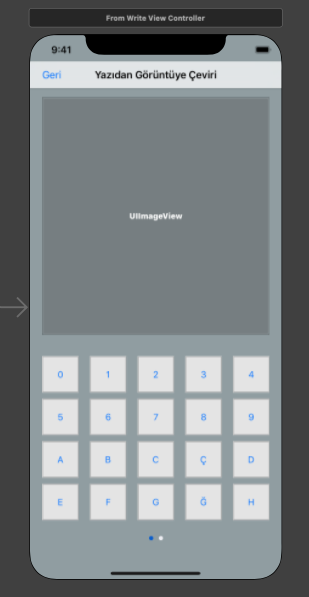 From Write View Controller
9:41
Geri Yazıdan Görüntüye Çeviri
UIImageView
0 1 2 3 4
5 6 7 8 9
A B C Ç D
E F G Ğ H